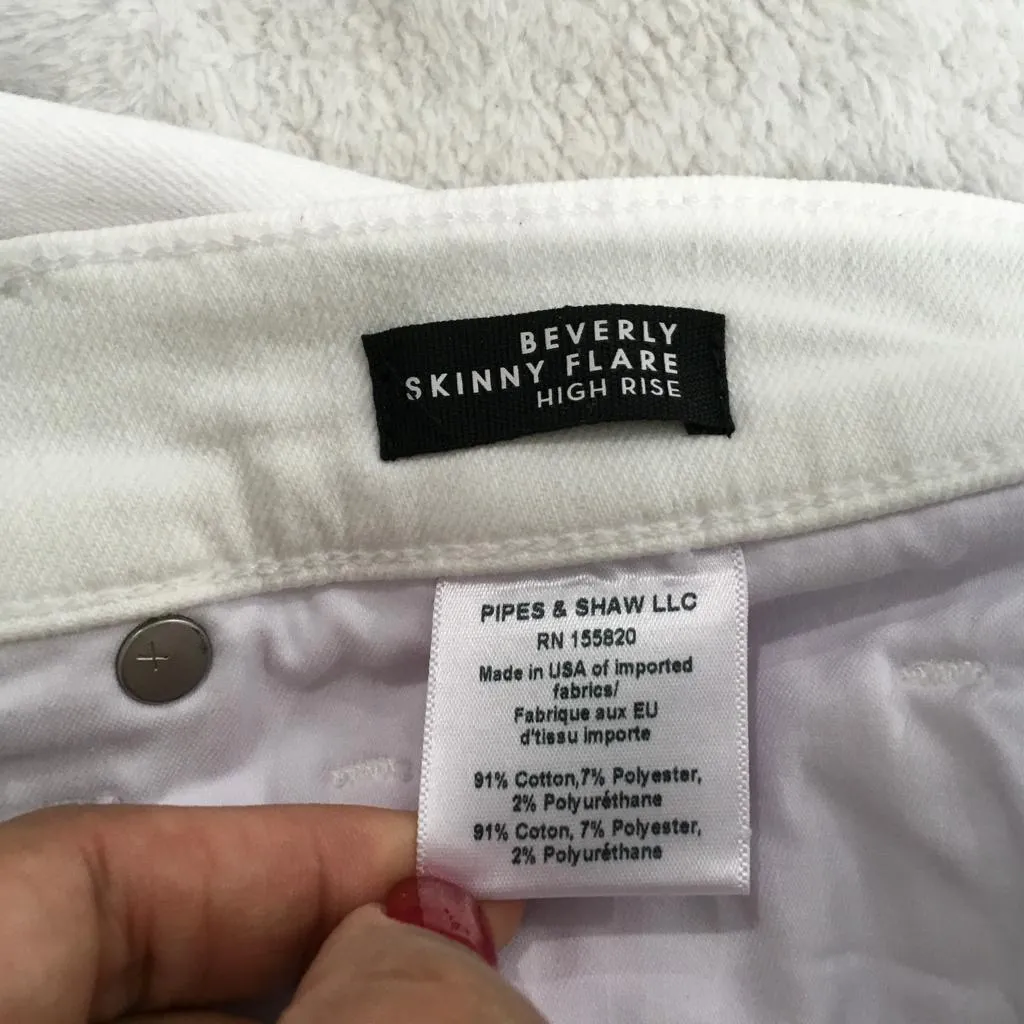 BEVERLY
SKINNY FLARE
HIGH RISE
PIPES & SHAW LLC
RN 155820
Made in USA of imported
fabrics/
Fabrique aux EU
d'tissu importe
91% Cotton,7% Polyester,
2% Polyuréthane
91% Coton, 7% Polyester,
2% Polyuréthane